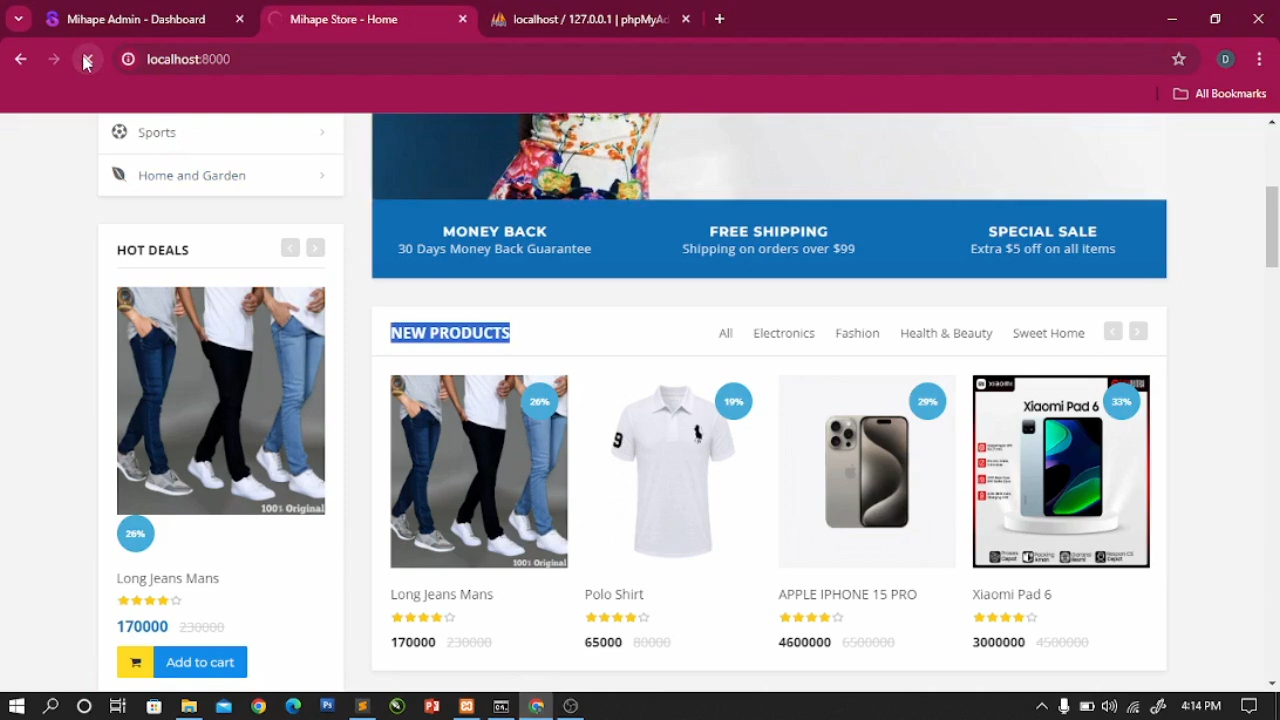 Mihape Admin - Dashboard
Mihape Store - Home
localhost / 127.0.0.1 | phpMyAd
localhost:8000
D
All Bookmarks
Sports
Home and Garden
MONEY BACK
30 Days Money Back Guarantee
FREE SHIPPING
Shipping on orders over $99
SPECIAL SALE
Extra $5 off on all items
HOT DEALS
100% Original
26%
Long Jeans Mans
170000 230000
Add to cart
NEW PRODUCTS
All Electronics Fashion Health & Beauty Sweet Home
26%
100% Original
Long Jeans Mans
170000 230000
19%
9
Polo Shirt
65000 80000
29%
APPLE IPHONE 15 PRO
4600000 6500000
xiaomi
Xiaomi Pad 6
33%
Xiaomi Pad 6
3000000 4500000
4:14 PM